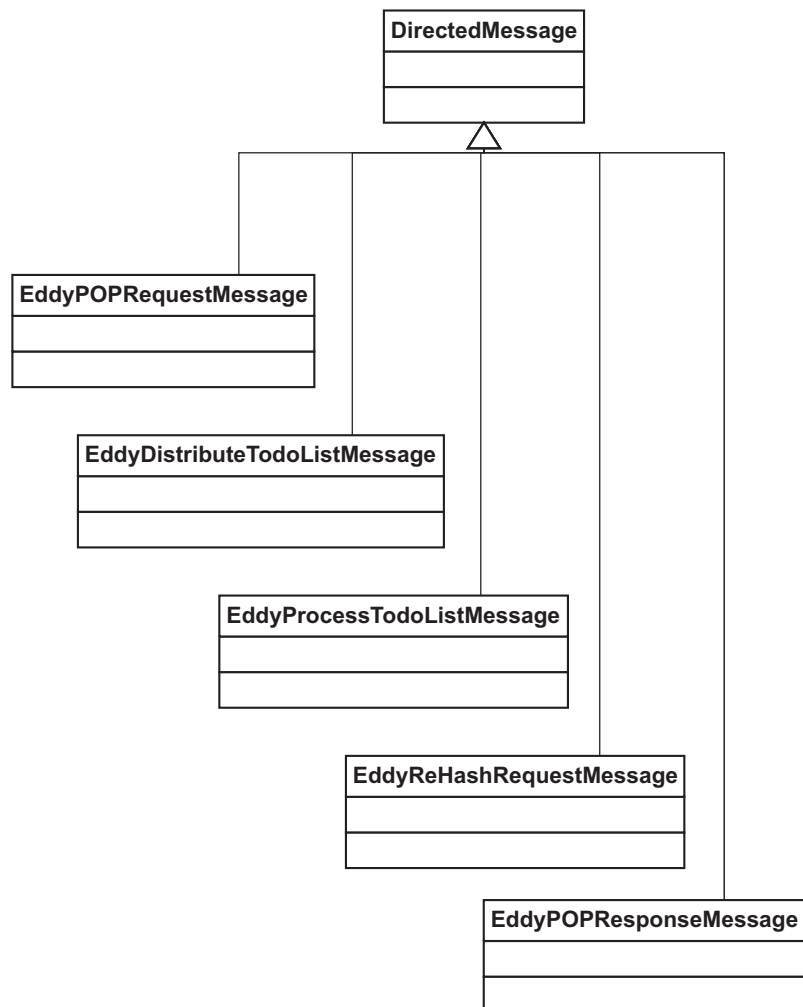 DirectedMessage
EddyPOPRequestMessage
EddyDistributeTodoListMessage
EddyProcessTodoListMessage
EddyReHashRequestMessage
EddyPOPResponseMessage